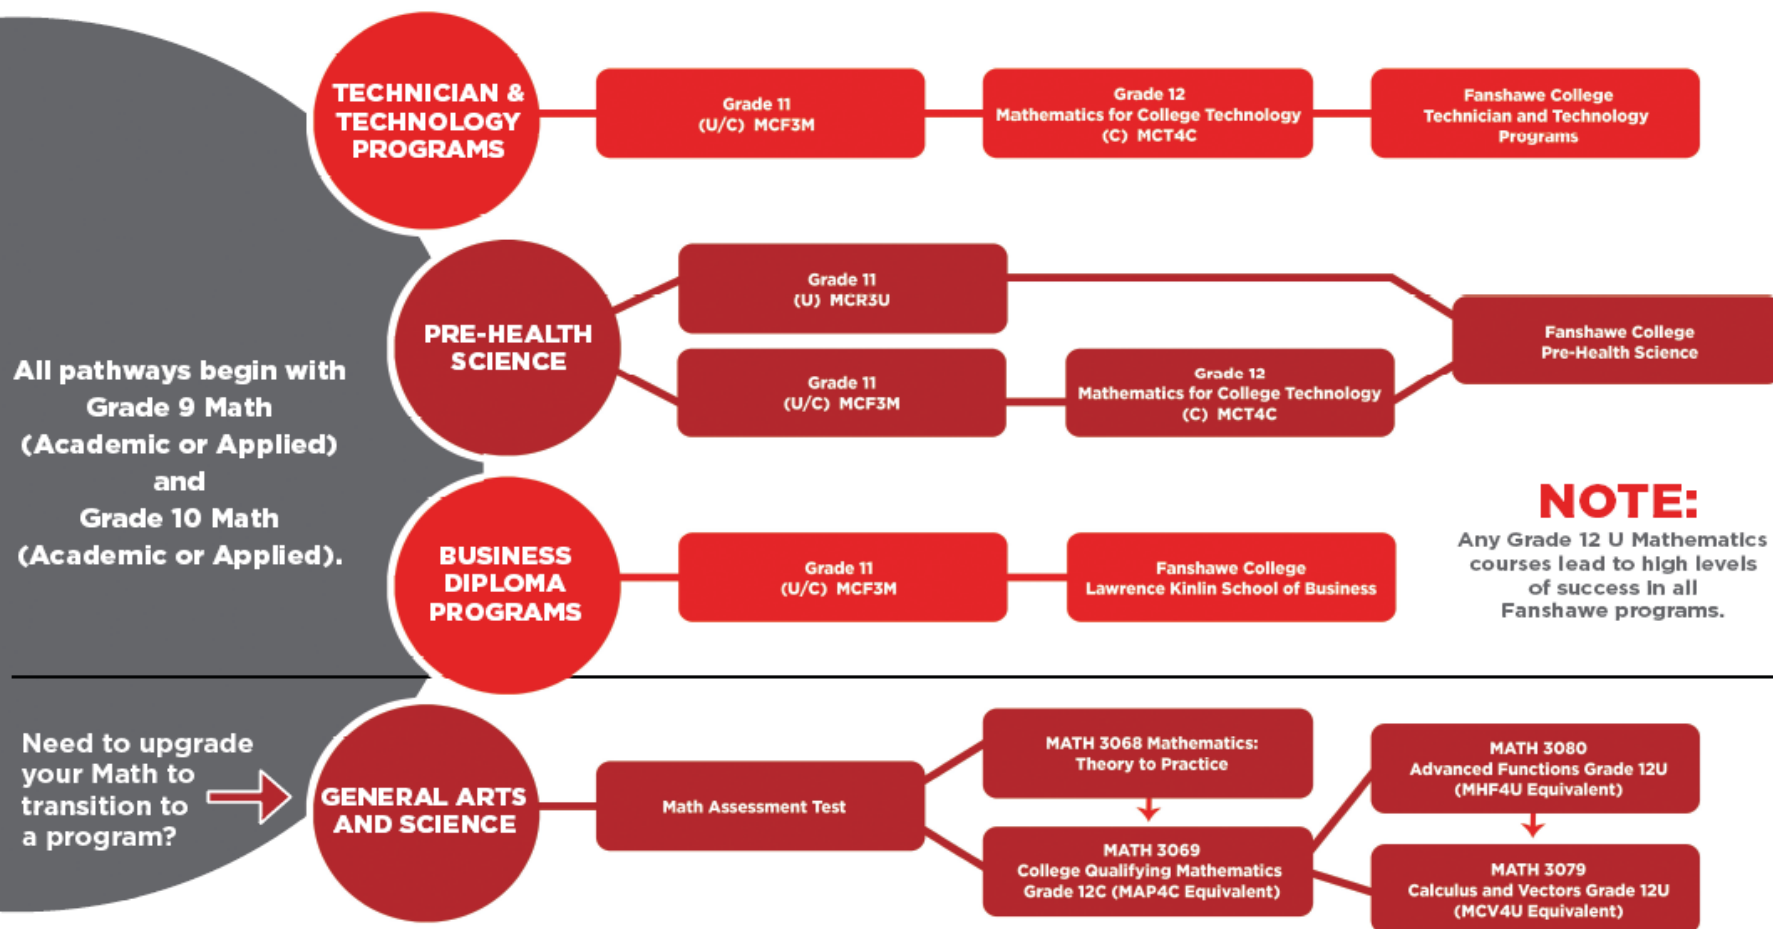 TECHNICIAN &
TECHNOLOGY
PROGRAMS
Grade 11
(U/C) MCF3M
Grade 12
Mathematics for College Technology
(C) MCT4C
Fanshawe College
Technician and Technology
Programs
All pathways begin with
Grade 9 Math
(Academic or Applied)
and
Grade 10 Math
(Academic or Applied).
PRE-HEALTH
SCIENCE
Grade 11
(U) MCR3U
Grade 11
(U/C) MCF3M
Grade 12
Mathematics for College Technology
(C) MCT4C
Fanshawe College
Pre-Health Science
BUSINESS
DIPLOMA
PROGRAMS
Grade 11
(U/C) MCF3M
Fanshawe College
Lawrence Kinlin School of Business
NOTE:
Any Grade 12 U Mathematics
courses lead to high levels
of success in all
Fanshawe programs.
Need to upgrade
your Math to
transition to
a program?
GENERAL ARTS
AND SCIENCE
Math Assessment Test
MATH 3068 Mathematics:
Theory to Practice
MATH 3069
College Qualifying Mathematics
Grade 12C (MAP4C Equivalent)
MATH 3080
Advanced Functions Grade 12U
(MHF4U Equivalent)
MATH 3079
Calculus and Vectors Grade 12U
(MCV4U Equivalent)